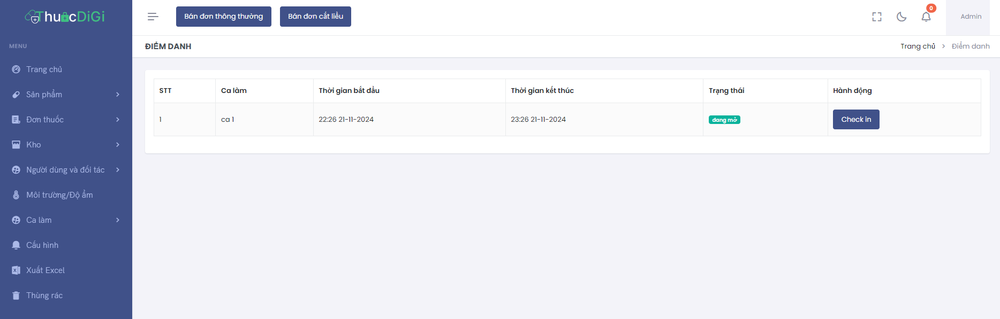 ThuốcDiGi
Bán đơn thông thường
Bán đơn cắt liều
0
Admin
MENU
ĐIỂM DANH
Trang chủ > Điểm danh
Trang chủ
Sản phẩm
Đơn thuốc
Kho
Người dùng và đối tác
Môi trường/Độ ẩm
Ca làm
Cấu hình
Xuất Excel
Thùng rác
STT Ca làm Thời gian bắt đầu Thời gian kết thúc Trạng thái Hành động
1 ca 1 22:26 21-11-2024 23:26 21-11-2024 đang mở Check in